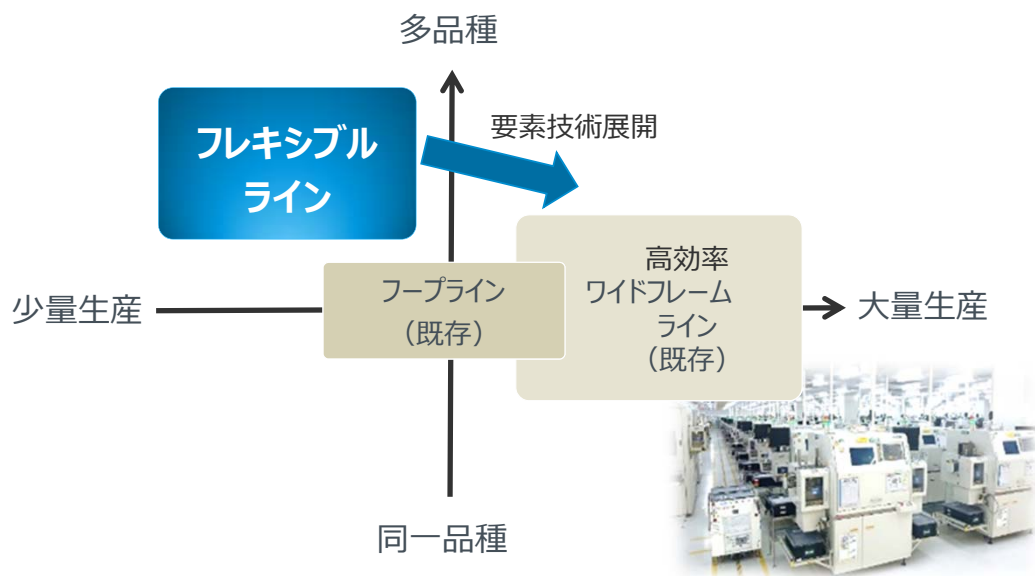 多品種
フレキシブル
ライン
要素技術展開
少量生産
フープライン
（既存）
高効率
ワイドフレーム
ライン
（既存）
大量生産
同一品種